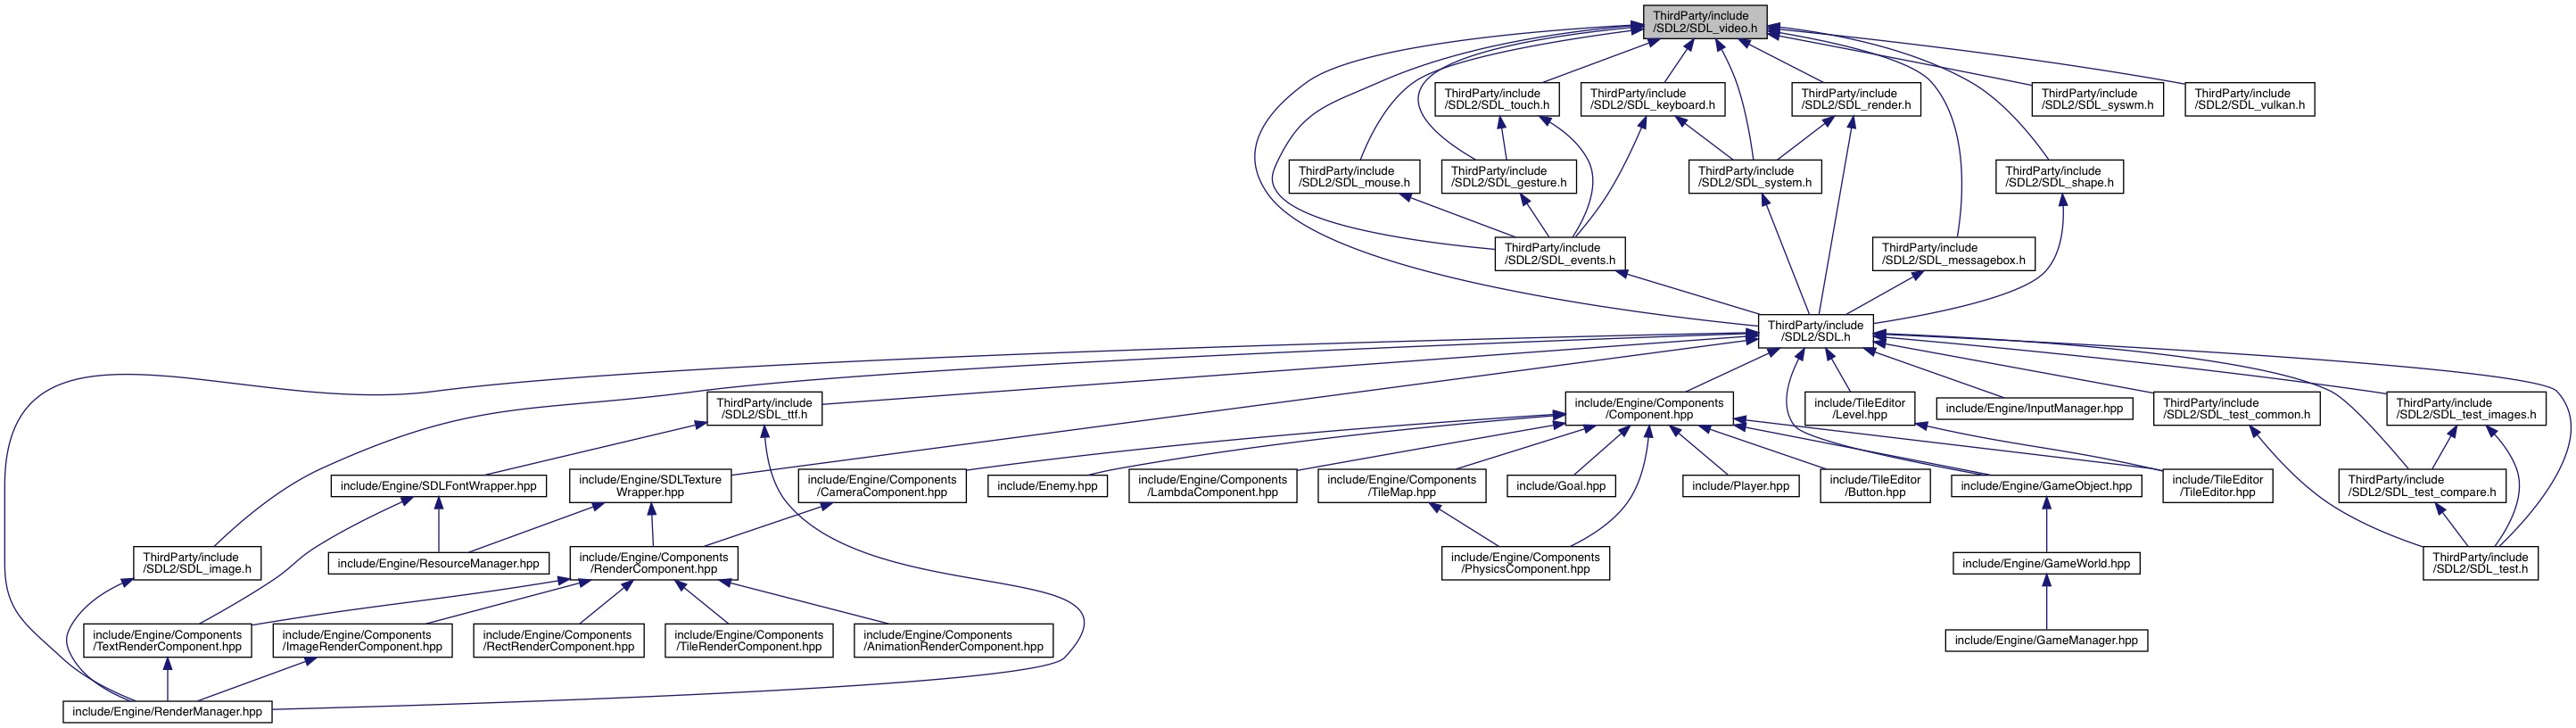 ThirdParty/include
/SDL2/SDL_video.h
ThirdParty/include
/SDL2/SDL_touch.h
ThirdParty/include
/SDL2/SDL_keyboard.h
ThirdParty/include
/SDL2/SDL_render.h
ThirdParty/include
/SDL2/SDL_syswm.h
ThirdParty/include
/SDL2/SDL_vulkan.h
ThirdParty/include
/SDL2/SDL_mouse.h
ThirdParty/include
/SDL2/SDL_gesture.h
ThirdParty/include
/SDL2/SDL_system.h
ThirdParty/include
/SDL2/SDL_shape.h
ThirdParty/include
/SDL2/SDL_events.h
ThirdParty/include
/SDL2/SDL_messagebox.h
ThirdParty/include
/SDL2/SDL.h
ThirdParty/include
/SDL2/SDL_ttf.h
include/Engine/Components
/Component.hpp
include/TileEditor
/Level.hpp
include/Engine/InputManager.hpp
ThirdParty/include
/SDL2/SDL_test_common.h
ThirdParty/include
/SDL2/SDL_test_images.h
include/Engine/SDLFontWrapper.hpp
include/Engine/SDLTexture
Wrapper.hpp
include/Engine/Components
/CameraComponent.hpp
include/Enemy.hpp
include/Engine/Components
/LambdaComponent.hpp
include/Engine/Components
/TileMap.hpp
include/Goal.hpp
include/Player.hpp
include/TileEditor
/Button.hpp
include/Engine/GameObject.hpp
include/TileEditor
/TileEditor.hpp
ThirdParty/include
/SDL2/SDL_test_compare.h
ThirdParty/include
/SDL2/SDL_image.h
include/Engine/ResourceManager.hpp
include/Engine/Components
/RenderComponent.hpp
include/Engine/Components
/PhysicsComponent.hpp
include/Engine/GameWorld.hpp
ThirdParty/include
/SDL2/SDL_test.h
include/Engine/Components
/TextRenderComponent.hpp
include/Engine/Components
/ImageRenderComponent.hpp
include/Engine/Components
/RectRenderComponent.hpp
include/Engine/Components
/TileRenderComponent.hpp
include/Engine/Components
/AnimationRenderComponent.hpp
include/Engine/GameManager.hpp
include/Engine/RenderManager.hpp